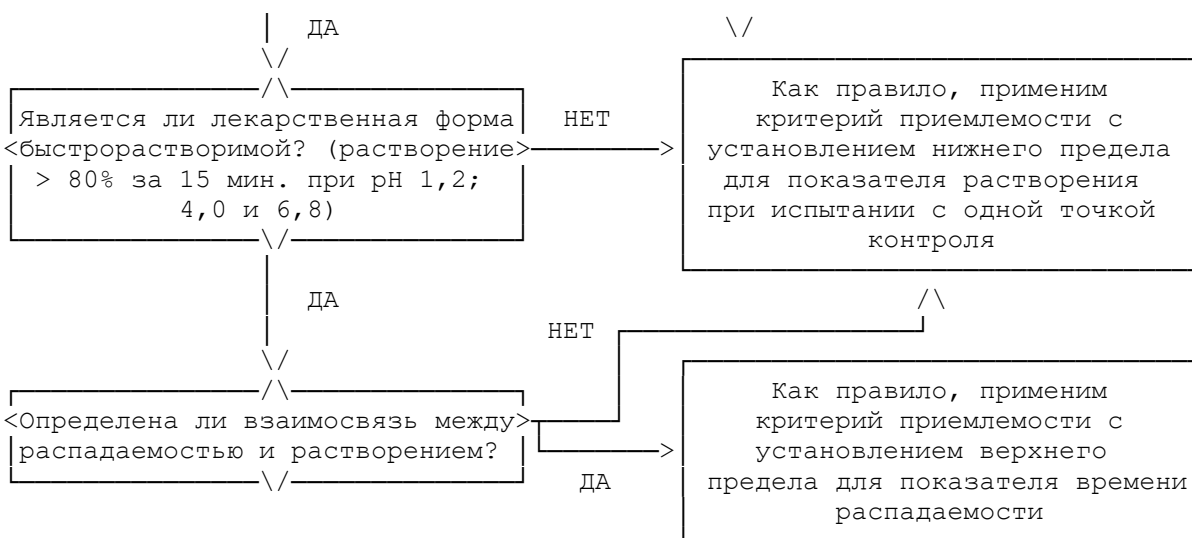 ДА
Является ли лекарственная форма
быстрорастворимой? (растворение
> 80% за 15 мин. при pH 1,2;
4,0 и 6,8)
НЕТ
Как правило, применим
критерий приемлемости с
установлением нижнего предела
для показателя растворения
при испытании с одной точкой
контроля
ДА
НЕТ
Определена ли взаимосвязь между
распадаемостью и растворением?
ДА
Как правило, применим
критерий приемлемости с
установлением верхнего
предела для показателя времени
распадаемости